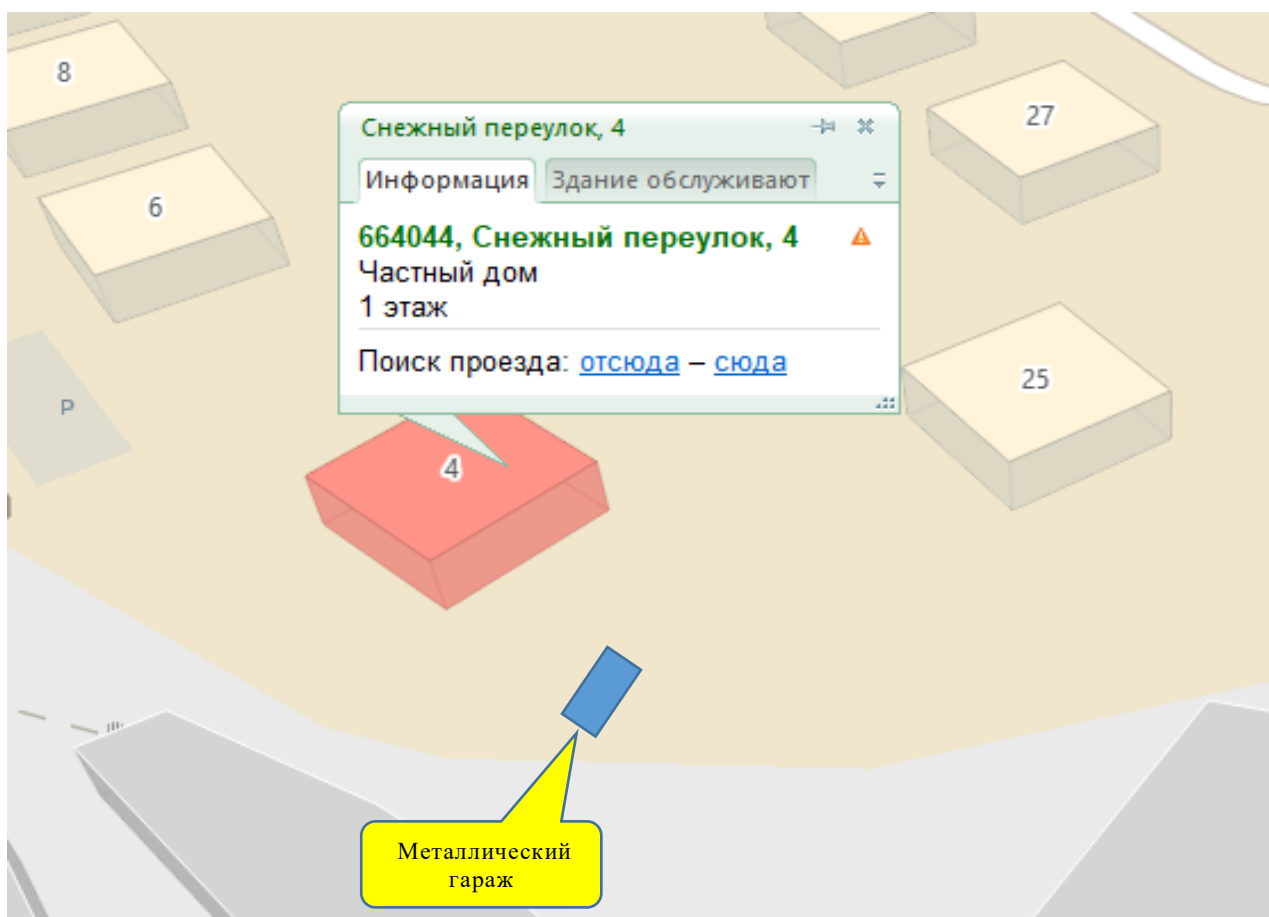 8
27
Снежный переулок, 4
Информация Здание обслуживают
6
664044, Снежный переулок, 4
Частный дом
1 этаж
Поиск проезда: отсюда – сюда
25
P
4
Металлический
гараж